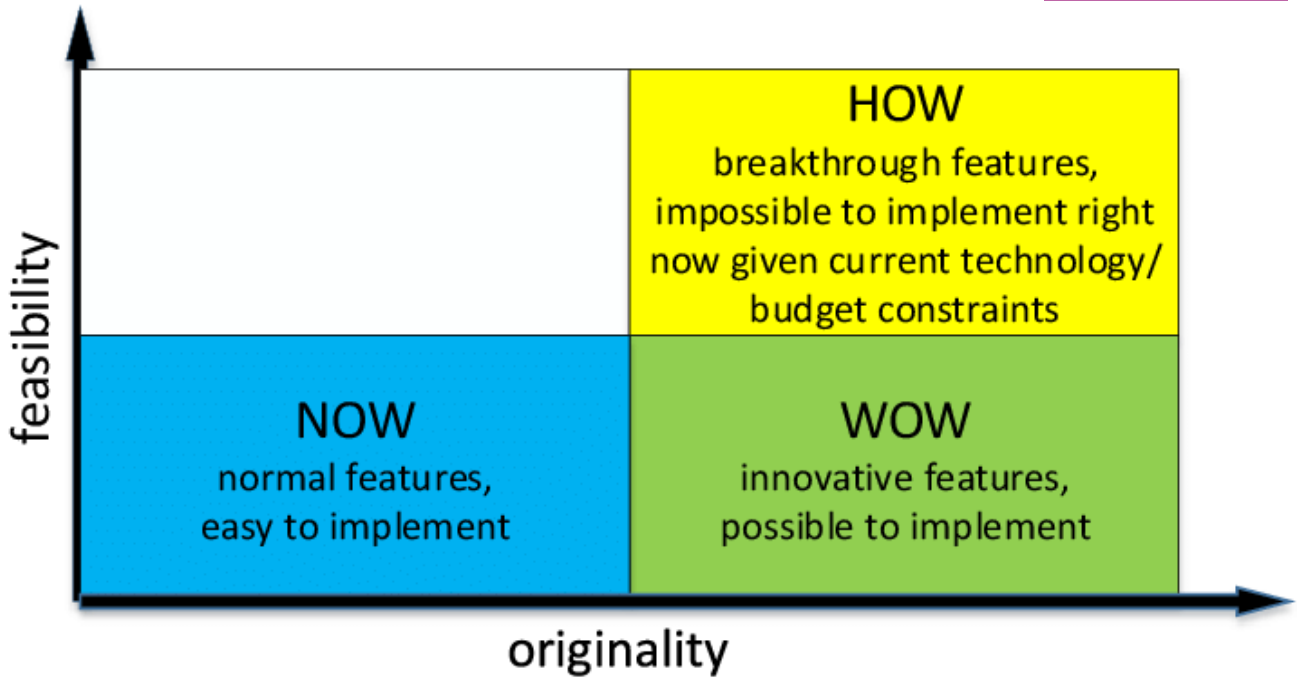 HOW
breakthrough features,
impossible to implement right
now given current technology/
budget constraints
feasibility
NOW
normal features,
easy to implement
WOW
innovative features,
possible to implement
originality